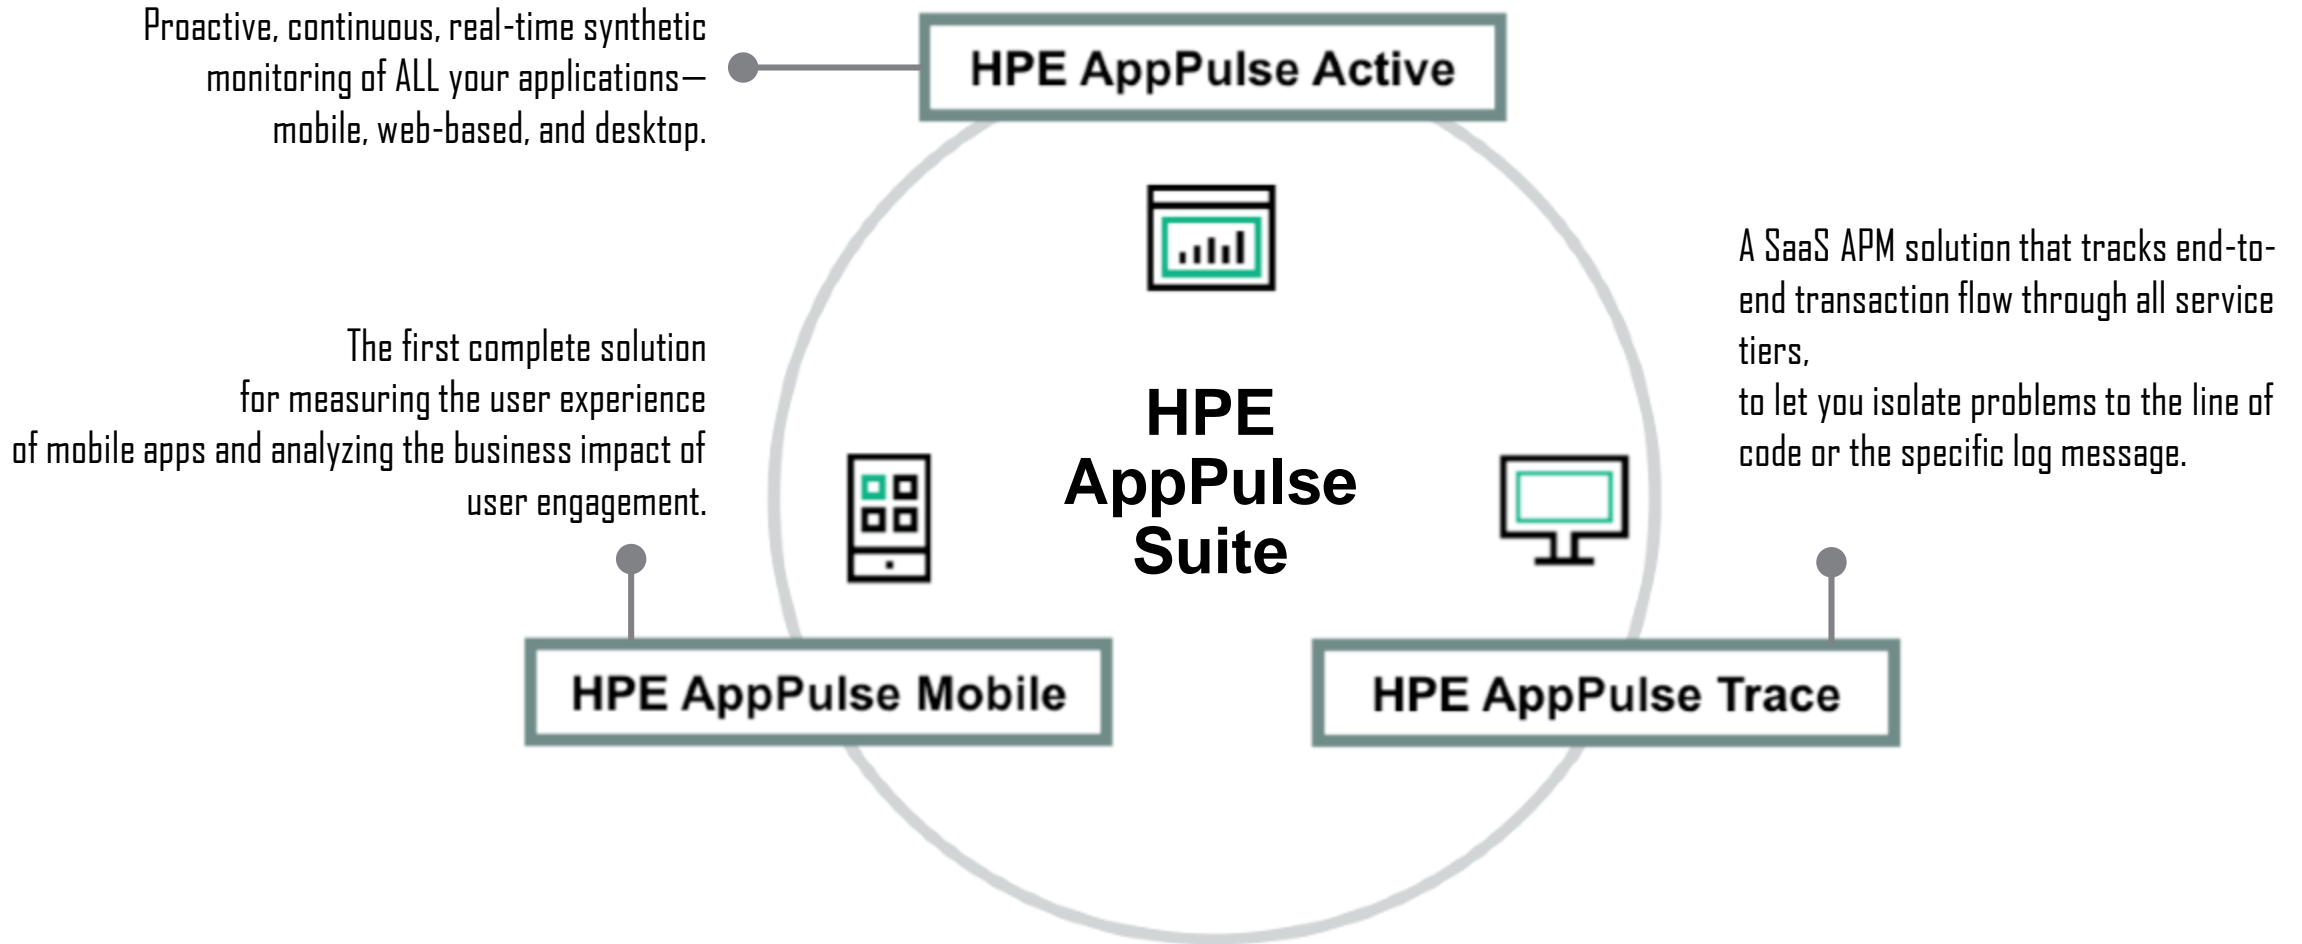 Proactive, continuous, real-time synthetic
monitoring of ALL your applications—
mobile, web-based, and desktop.
HPE AppPulse Active
The first complete solution
for measuring the user experience
of mobile apps and analyzing the business impact of
user engagement.
HPE
AppPulse
Suite
A SaaS APM solution that tracks end-to-
end transaction flow through all service
tiers,
to let you isolate problems to the line of
code or the specific log message.
HPE AppPulse Mobile
HPE AppPulse Trace